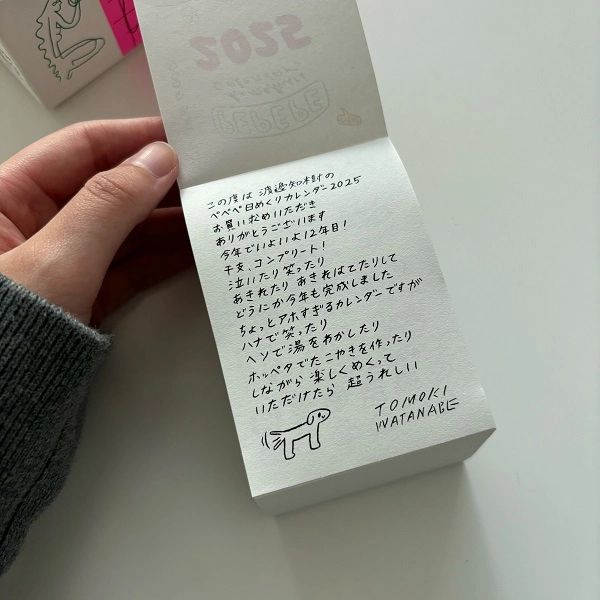 2025
PEPEPE
この度は 渡邉知樹の
ペペペ日めくりカレンダー2025
お買い求めいただき
ありがとうございます
今年でいよいよ12年目!
干支、コンプリート!
泣いたり 笑ったり
あきれたり あきれはてたりして
どうにか今年も完成しました
ちょっとアホすぎるカレンダーですが
ハナで笑ったり
ヘソで湯をわかしたり
ホッペタでたこやきを作ったり
しながら 楽しくめくって
いただけたら 超うれしい
TOMOKI
WATANABE